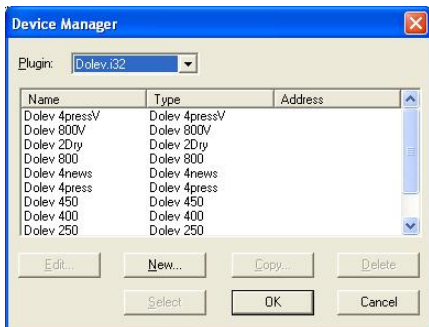 Device Manager
Plugin: Dolev.i32
Name Type Address
Dolev 4pressV Dolev 4pressV
Dolev 800V Dolev 800V
Dolev 2Dry Dolev 2Dry
Dolev 800 Dolev 800
Dolev 4news Dolev 4news
Dolev 4press Dolev 4press
Dolev 450 Dolev 450
Dolev 400 Dolev 400
Dolev 250 Dolev 250
Edit... New... Copy... Delete
Select OK Cancel